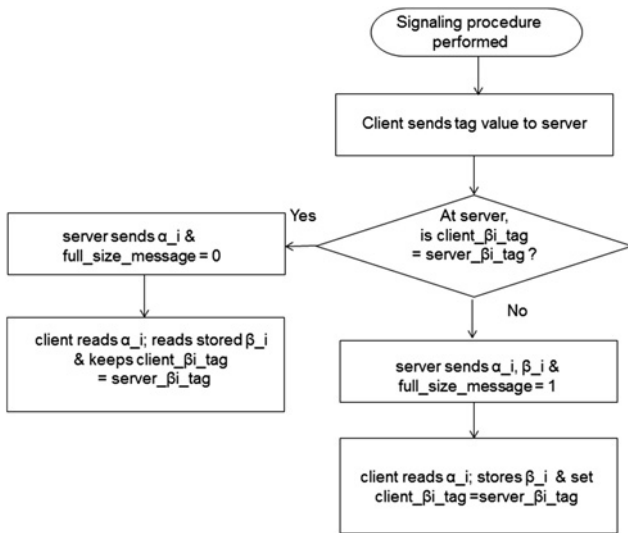 Signaling procedure
performed
Client sends tag value to server
At server,
is client_βi_tag
= server_βi_tag ?
Yes
server sends α_i &
full_size_message = 0
client reads α_i; reads stored β_i
& keeps client_βi_tag
= server_βi_tag
No
server sends α_i, β_i &
full_size_message = 1
client reads α_i; stores β_i & set
client_βi_tag =server_βi_tag